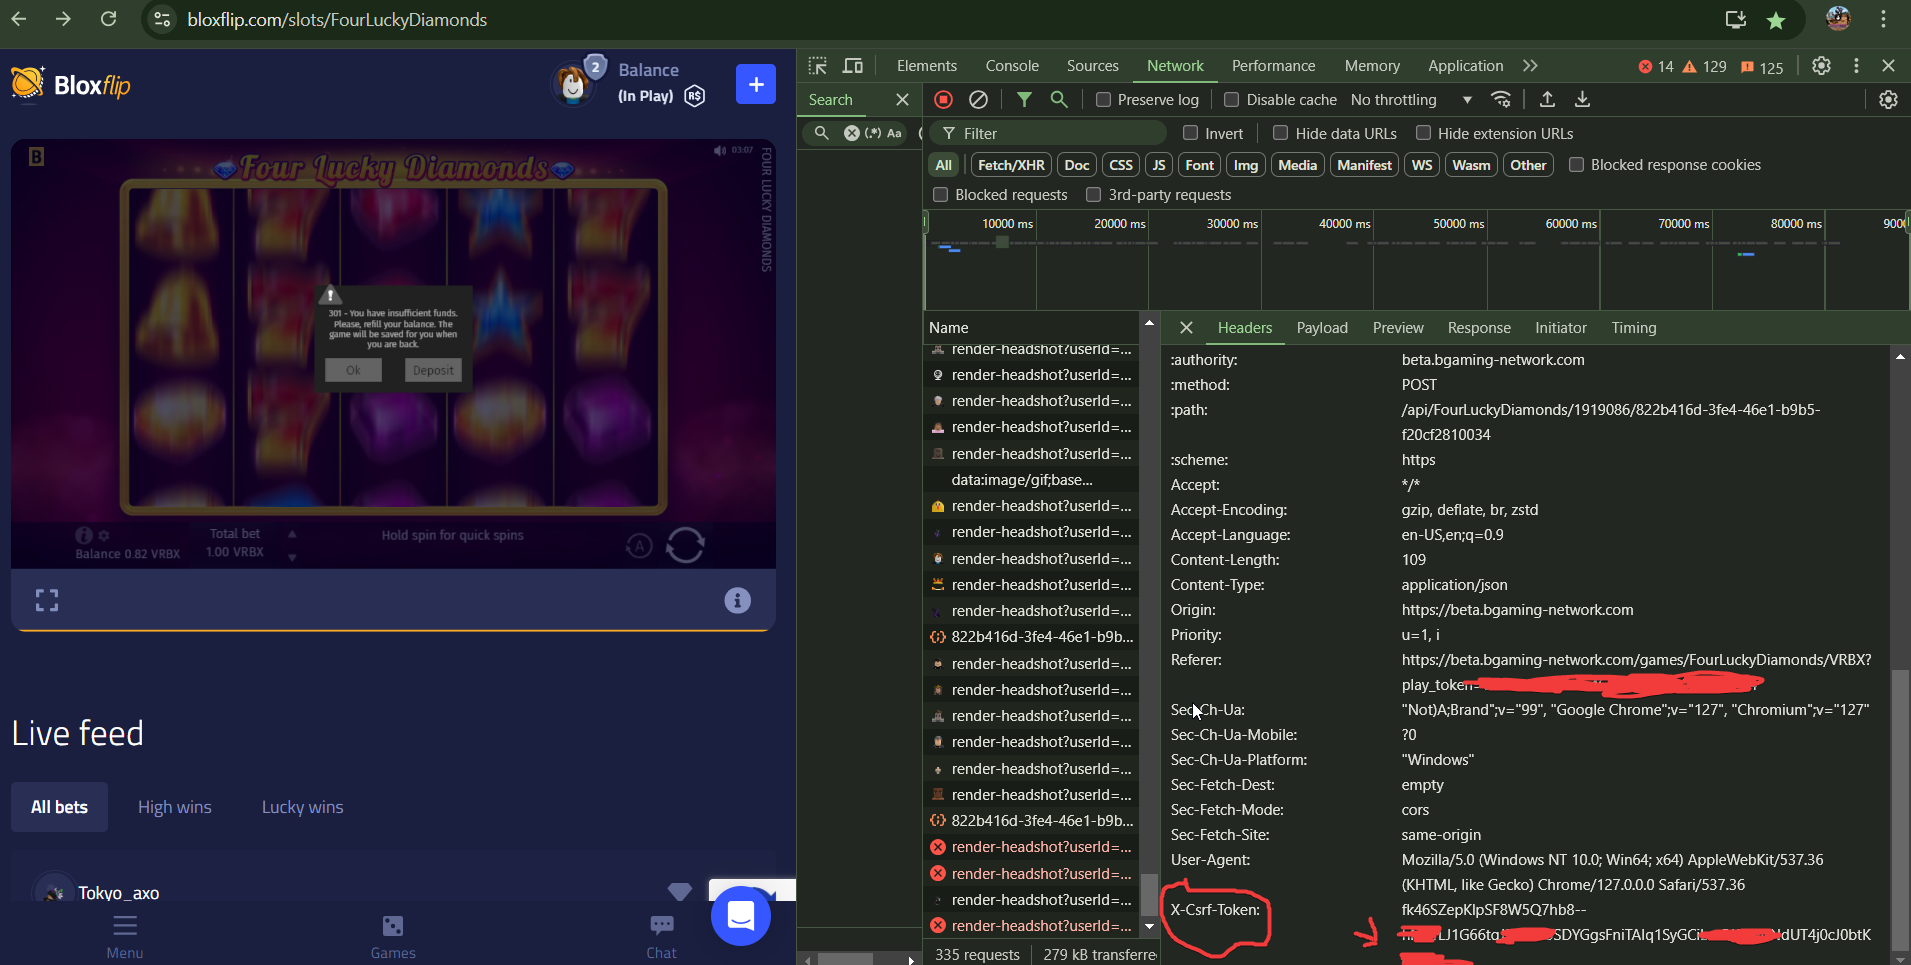 bloxflip.com/slots/FourLuckyDiamonds
Bloxflip
2
Balance
(In Play)
R$
+
B
Four Lucky Diamonds
03:07
FOUR LUCKY DIAMONDS
301 - You have insufficient funds.
Please, refill your balance. The
game will be saved for you when
you are back.
Ok
Deposit
Balance 0.82 VRBX
Total bet
1.00 VRBX
Hold spin for quick spins
A
Live feed
All bets
High wins
Lucky wins
Tokyo_axo
Menu
Games
Chat
Elements
Console
Sources
Network
Performance
Memory
Application
14
129
125
Search
Preserve log
Disable cache
No throttling
(.*)
Aa
Filter
Invert
Hide data URLs
Hide extension URLs
All
Fetch/XHR
Doc
CSS
JS
Font
Img
Media
Manifest
WS
Wasm
Other
Blocked response cookies
Blocked requests
3rd-party requests
10000 ms
20000 ms
30000 ms
40000 ms
50000 ms
60000 ms
70000 ms
80000 ms
Name
render-headshot?userId=...
render-headshot?userId=...
render-headshot?userId=...
render-headshot?userId=...
render-headshot?userId=...
data:image/gif;base...
render-headshot?userId=...
render-headshot?userId=...
render-headshot?userId=...
render-headshot?userId=...
render-headshot?userId=...
822b416d-3fe4-46e1-b9b...
render-headshot?userId=...
render-headshot?userId=...
render-headshot?userId=...
render-headshot?userId=...
render-headshot?userId=...
render-headshot?userId=...
822b416d-3fe4-46e1-b9b...
render-headshot?userId=...
render-headshot?userId=...
render-headshot?userId=...
render-headshot?userId=...
335 requests
279 kB transferre
Headers
Payload
Preview
Response
Initiator
Timing
:authority:
beta.bgaming-network.com
:method:
POST
:path:
/api/FourLuckyDiamonds/1919086/822b416d-3fe4-46e1-b9b5-
f20cf2810034
:scheme:
https
Accept:
*/*
Accept-Encoding:
gzip, deflate, br, zstd
Accept-Language:
en-US,en;q=0.9
Content-Length:
109
Content-Type:
application/json
Origin:
https://beta.bgaming-network.com
Priority:
u=1, i
Referer:
https://beta.bgaming-network.com/games/FourLuckyDiamonds/VRBX?
play_token=
Sec-Ch-Ua:
"Not)A;Brand";v="99", "Google Chrome";v="127", "Chromium";v="127"
Sec-Ch-Ua-Mobile:
?0
Sec-Ch-Ua-Platform:
"Windows"
Sec-Fetch-Dest:
empty
Sec-Fetch-Mode:
cors
Sec-Fetch-Site:
same-origin
User-Agent:
Mozilla/5.0 (Windows NT 10.0; Win64; x64) AppleWebKit/537.36
(KHTML, like Gecko) Chrome/127.0.0.0 Safari/537.36
X-Csrf-Token:
fk46SZepKlpSF8W5Q7hb8--